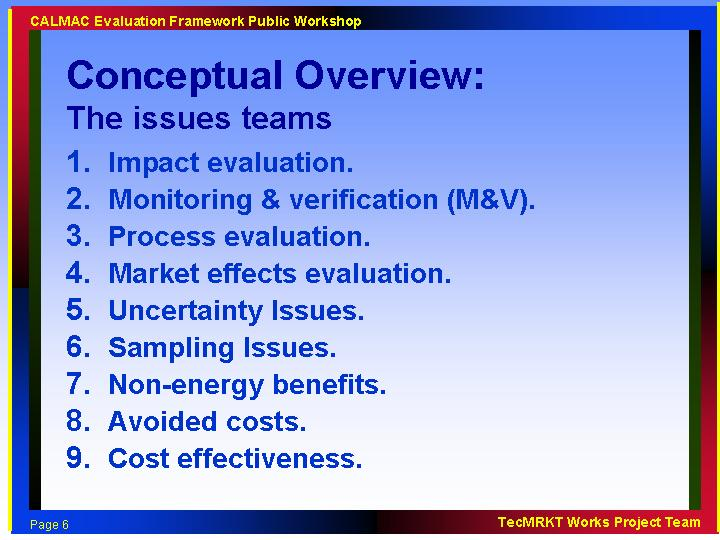 CALMAC Evaluation Framework Public Workshop
Conceptual Overview:
The issues teams
1. Impact evaluation.
2. Monitoring & verification (M&V).
3. Process evaluation.
4. Market effects evaluation.
5. Uncertainty Issues.
6. Sampling Issues.
7. Non-energy benefits.
8. Avoided costs.
9. Cost effectiveness.
Page 6
TecMRKT Works Project Team